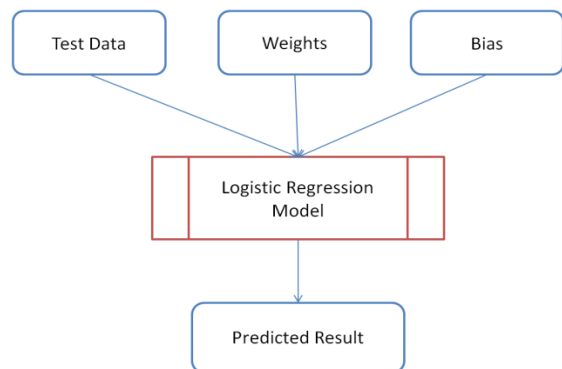 Test Data
Weights
Bias
Logistic Regression
Model
Predicted Result